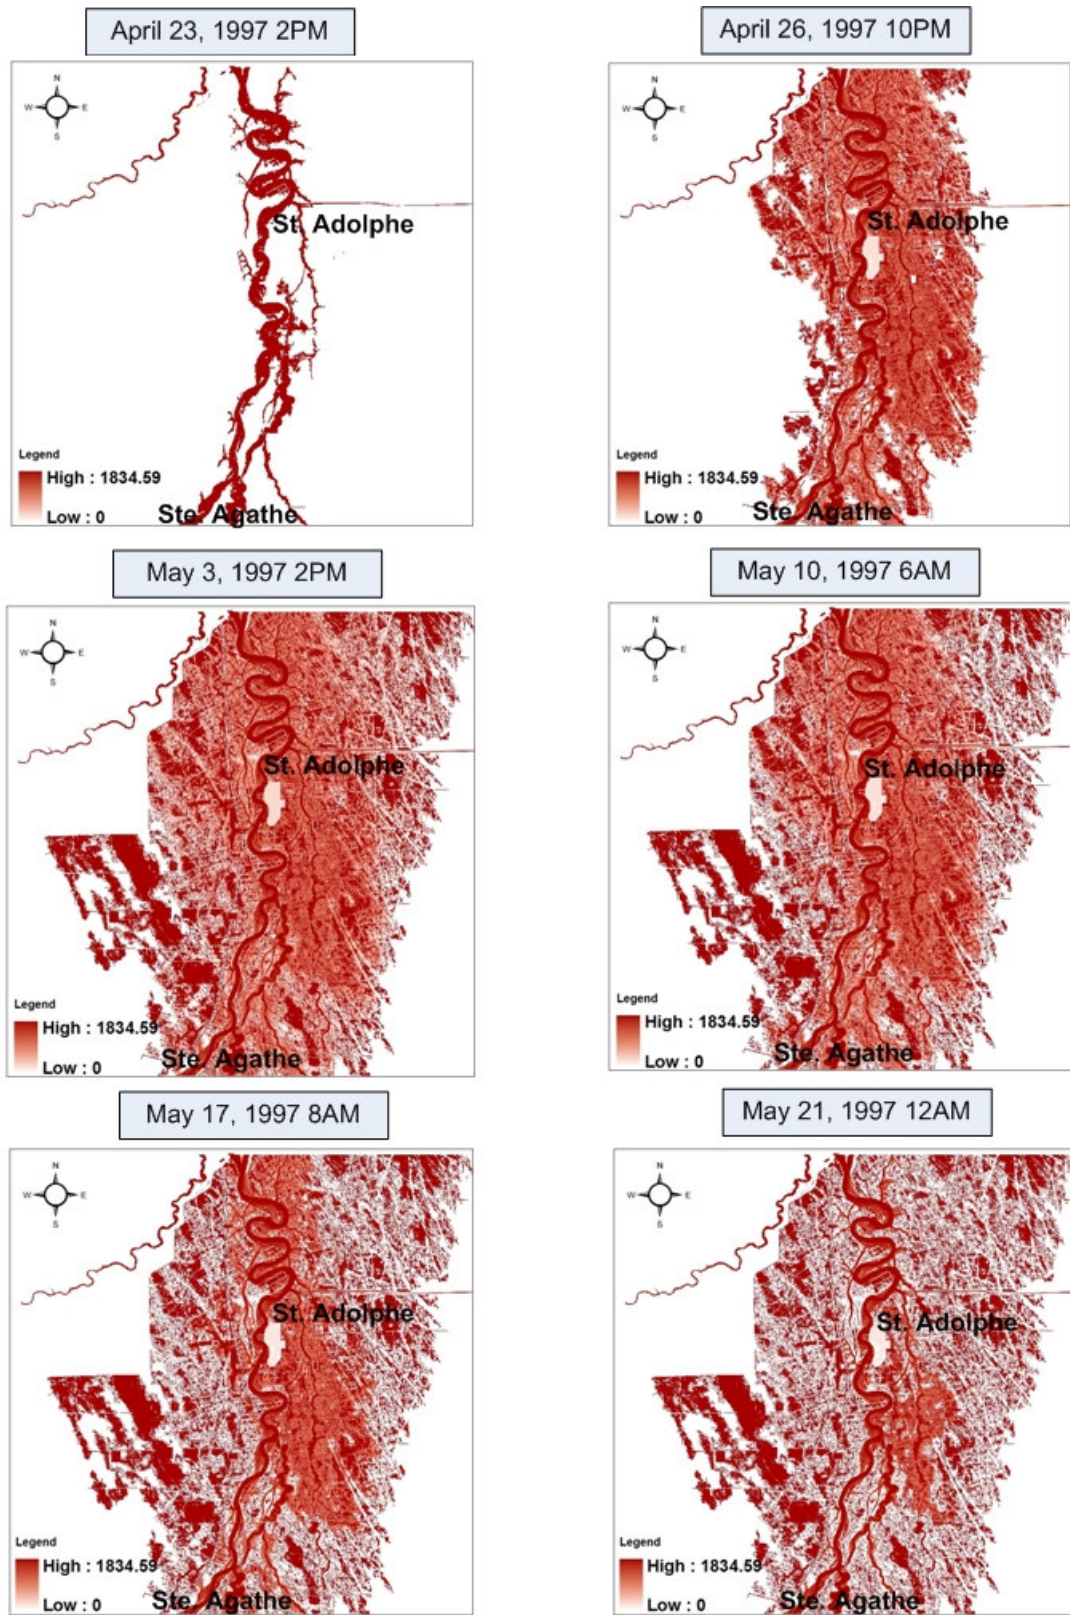 April 23, 1997 2PM
N
W E
S
St. Adolphe
Legend
High : 1834.59
Low : 0
Ste. Agathe
April 26, 1997 10PM
N
W E
S
St. Adolphe
Legend
High : 1834.59
Low : 0
Ste. Agathe
May 3, 1997 2PM
N
W E
S
St. Adolphe
Legend
High : 1834.59
Low : 0
Ste. Agathe
May 10, 1997 6AM
N
W E
S
St. Adolphe
Legend
High : 1834.59
Low : 0
Ste. Agathe
May 17, 1997 8AM
N
W E
S
St. Adolphe
Legend
High : 1834.59
Low : 0
Ste. Agathe
May 21, 1997 12AM
N
W E
S
St. Adolphe
Legend
High : 1834.59
Low : 0
Ste. Agathe